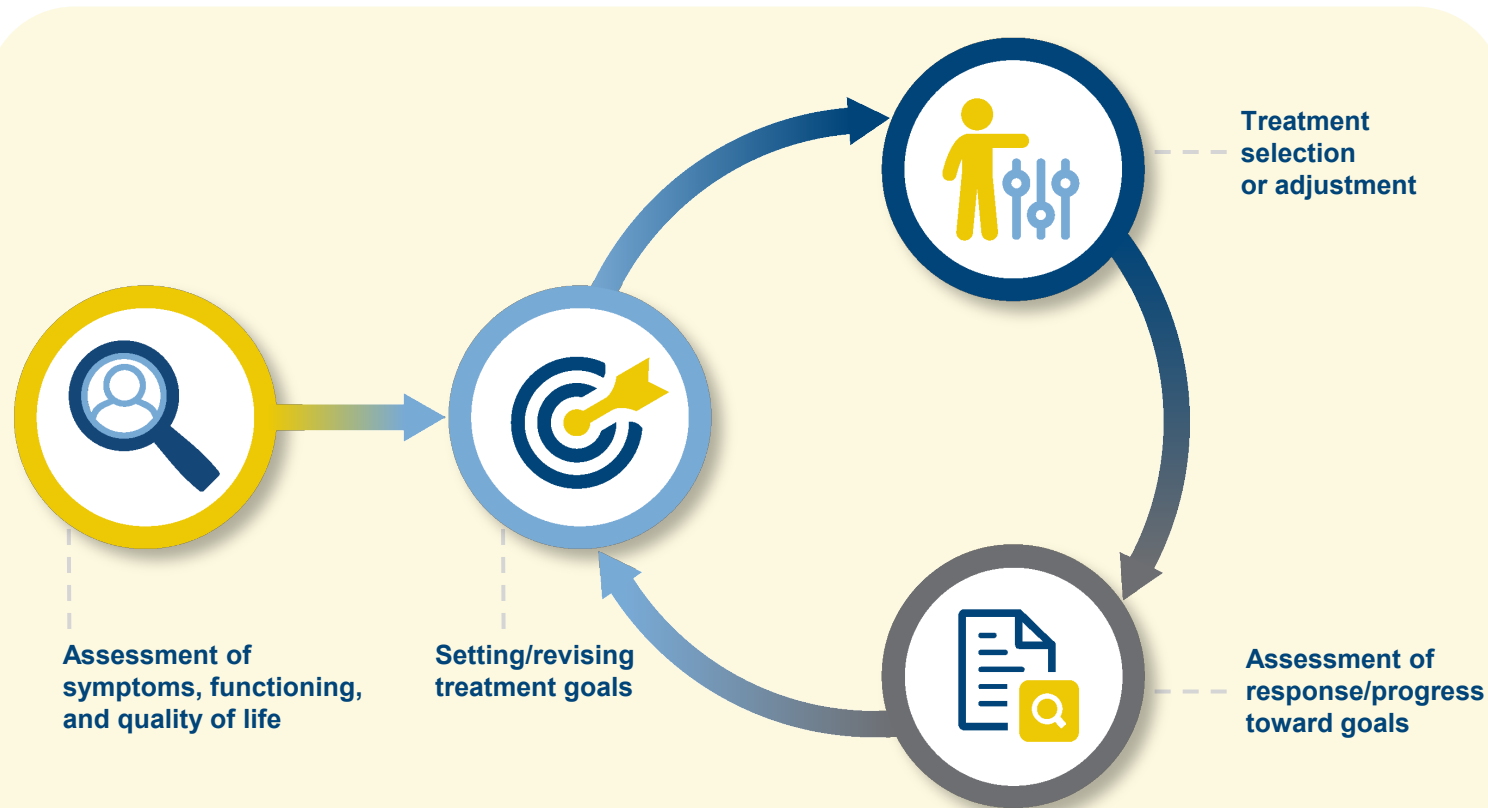 Treatment
selection
or adjustment
Assessment of
symptoms, functioning,
and quality of life
Setting/revising
treatment goals
Assessment of
response/progress
toward goals